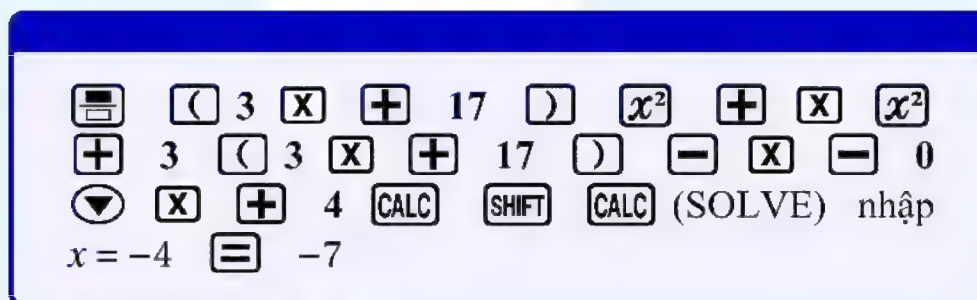 ( 3 X + 17 ) x² + X x²
+ 3 ( 3 X + 17 ) − X − 0
▼ X + 4 CALC SHIFT CALC (SOLVE) nhập
x = −4 = −7